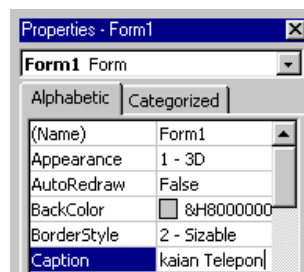 Properties - Form1
Form1 Form
Alphabetic Categorized
(Name) Form1
Appearance 1 - 3D
AutoRedraw False
BackColor &H8000000
BorderStyle 2 - Sizable
Caption kaian Telepon